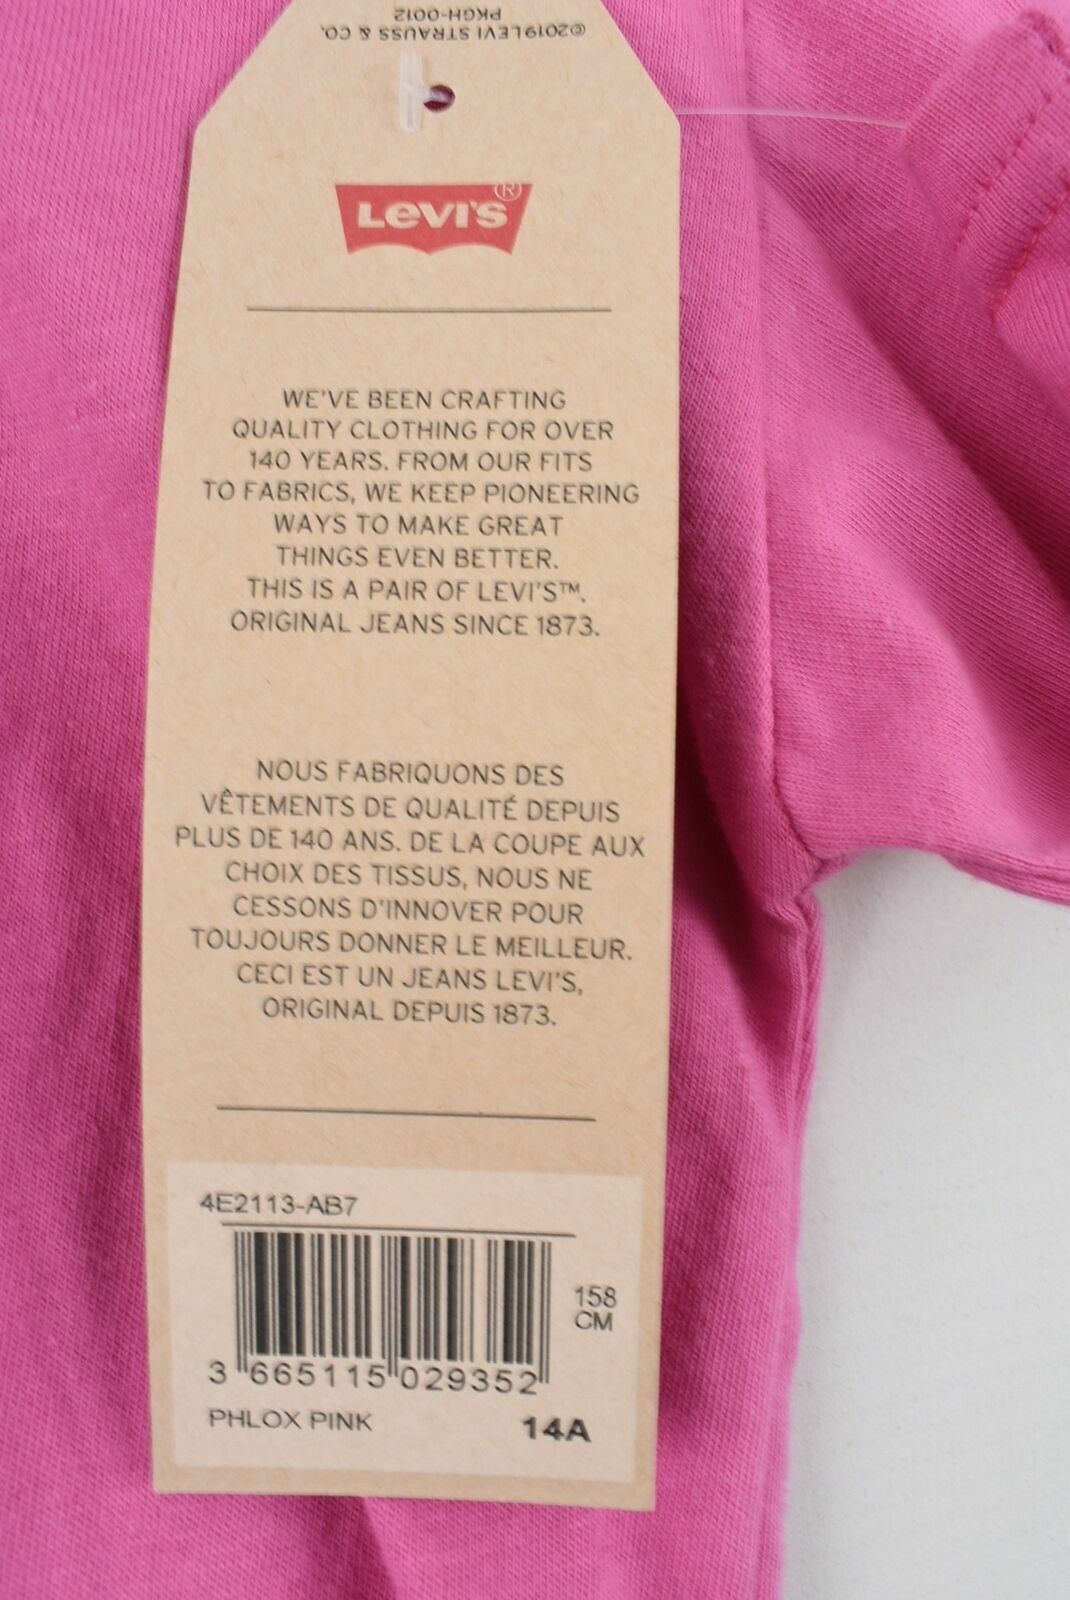 ©2019 LEVI STRAUSS & CO.
PKGH-0012
LEVI'S®
WE'VE BEEN CRAFTING
QUALITY CLOTHING FOR OVER
140 YEARS. FROM OUR FITS
TO FABRICS, WE KEEP PIONEERING
WAYS TO MAKE GREAT
THINGS EVEN BETTER.
THIS IS A PAIR OF LEVI'S™.
ORIGINAL JEANS SINCE 1873.
NOUS FABRIQUONS DES
VÊTEMENTS DE QUALITÉ DEPUIS
PLUS DE 140 ANS. DE LA COUPE AUX
CHOIX DES TISSUS, NOUS NE
CESSONS D'INNOVER POUR
TOUJOURS DONNER LE MEILLEUR.
CECI EST UN JEANS LEVI'S,
ORIGINAL DEPUIS 1873.
4E2113-AB7
158
CM
3 665115 029352
PHLOX PINK 14A